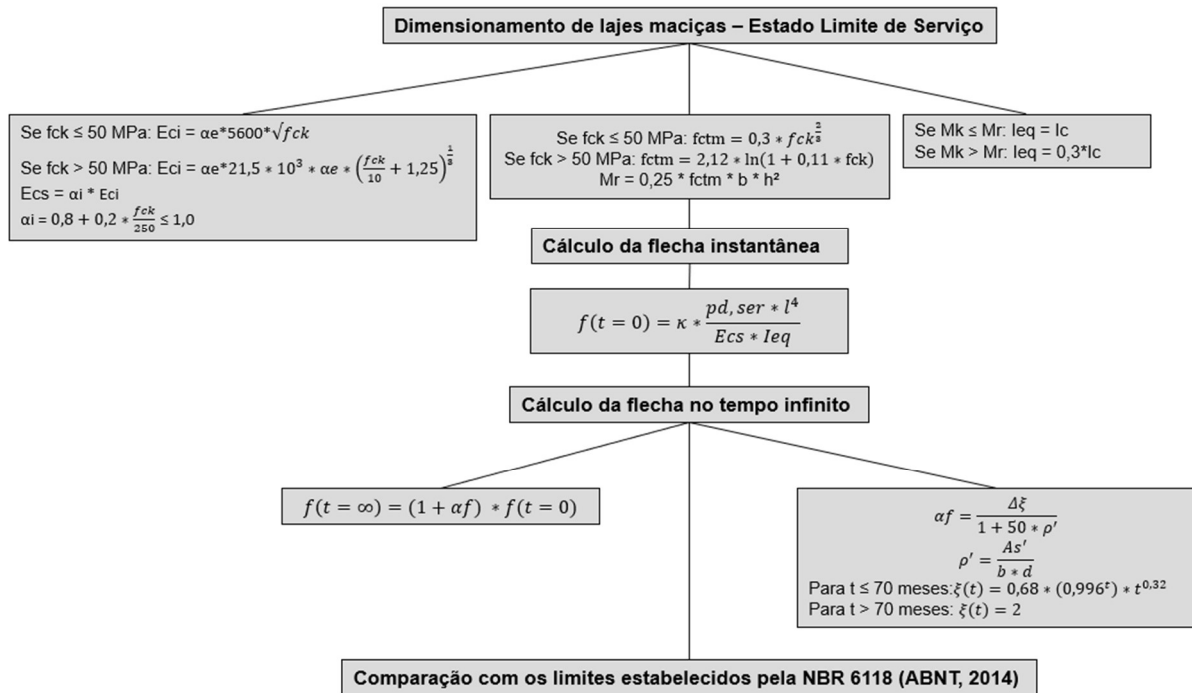 Dimensionamento de lajes maciças – Estado Limite de Serviço
Se fck ≤ 50 MPa: Eci = αe*5600*√fck
Se fck > 50 MPa: Eci = αe*21,5 * 10³ * αe * (fck/10 + 1,25)^(1/3)
Ecs = αi * Eci
αi = 0,8 + 0,2 * fck/250 ≤ 1,0
Se fck ≤ 50 MPa: fctm = 0,3 * fck^(2/3)
Se fck > 50 MPa: fctm = 2,12 * ln(1 + 0,11 * fck)
Mr = 0,25 * fctm * b * h²
Se Mk ≤ Mr: Ieq = Ic
Se Mk > Mr: Ieq = 0,3*Ic
Cálculo da flecha instantânea
f(t = 0) = κ * (pd, ser * l⁴)/(Ecs * Ieq)
Cálculo da flecha no tempo infinito
f(t = ∞) = (1 + αf) * f(t = 0)
αf = Δξ/(1 + 50 * ρ′)
ρ′ = As′/(b * d)
Para t ≤ 70 meses:ξ(t) = 0,68 * (0,996^t) * t^0,32
Para t > 70 meses: ξ(t) = 2
Comparação com os limites estabelecidos pela NBR 6118 (ABNT, 2014)